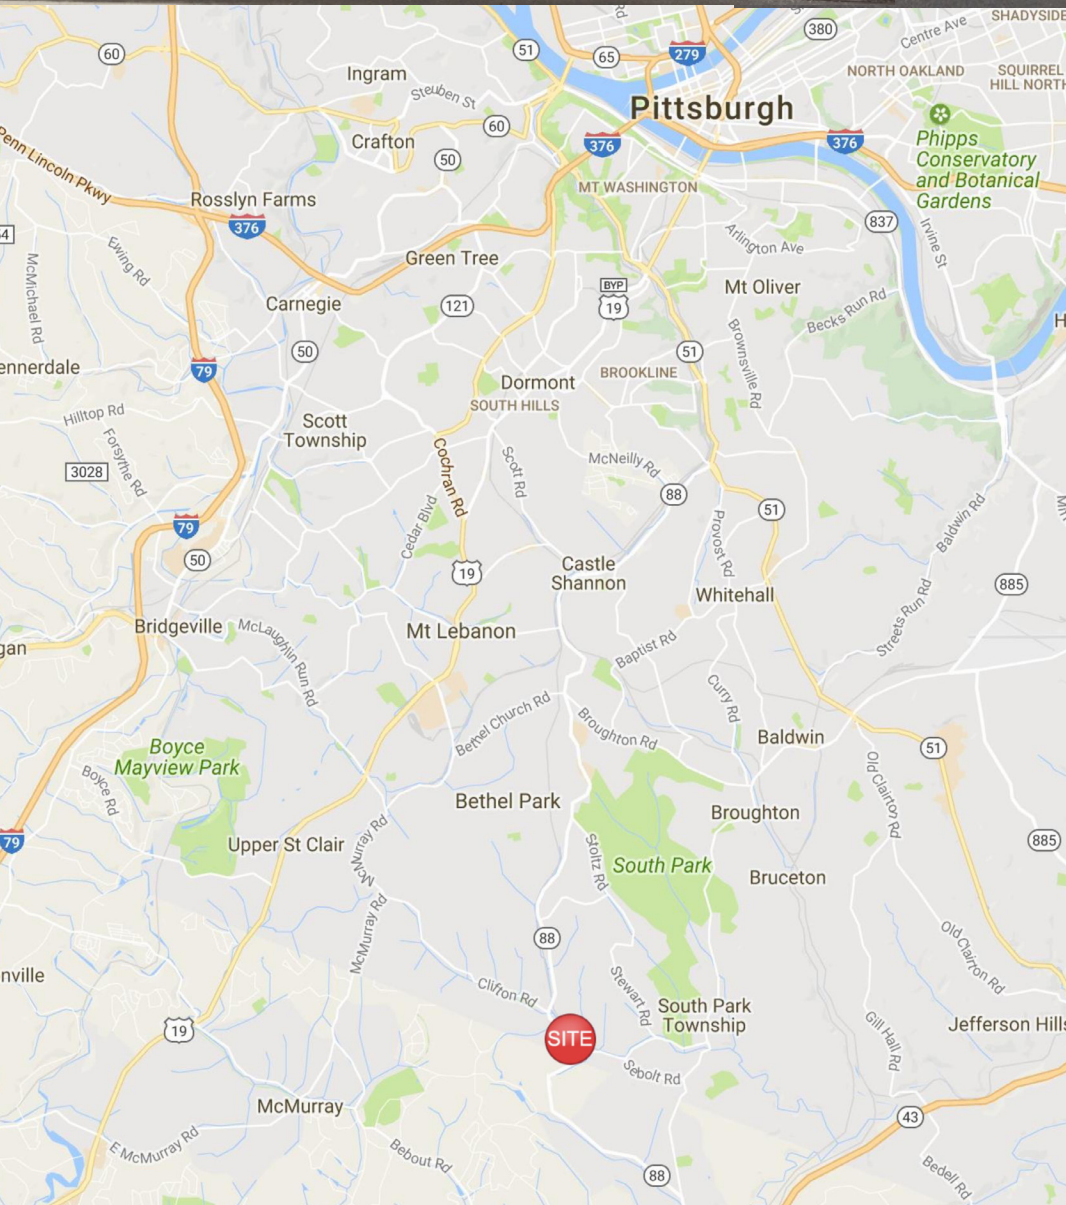 380
SHADYSIDE
Centre Ave
51
60
65
279
Rd
Ingram
NORTH OAKLAND
SQUIRREL
HILL NORTH
Steuben St
Pittsburgh
60
Crafton
376
376
50
Phipps
Conservatory
and Botanical
Gardens
Penn Lincoln Pkwy
MT WASHINGTON
Rosslyn Farms
376
837
Irvine St
Arlington Ave
Ewing Rd
Green Tree
McMichael Rd
Mt Oliver
BYP
19
Carnegie
121
Becks Run Rd
50
51
Brownsville Rd
79
ennerdale
BROOKLINE
Dormont
SOUTH HILLS
Hilltop Rd
Scott
Township
Forsythe Rd
3028
Cochran Rd
Scott Rd
McNeilly Rd
88
51
79
Cedar Blvd
Provost Rd
Baldwin Rd
50
19
Castle
Shannon
885
Whitehall
Streets Run Rd
Bridgeville
McLaughlin Run Rd
Mt Lebanon
gan
Baptist Rd
Curry Rd
Bethel Church Rd
Broughton Rd
Baldwin
51
Boyce
Mayview Park
Boyce Rd
Old Clairton Rd
Bethel Park
Broughton
79
Upper St Clair
McMurray Rd
Stoltz Rd
South Park
885
Bruceton
McMurray Rd
88
Old Clairton Rd
nville
Clifton Rd
Stewart Rd
South Park
Township
19
SITE
Gill Hall Rd
Jefferson Hills
Sebolt Rd
McMurray
43
E McMurray Rd
Bebout Rd
88
Bedell Rd